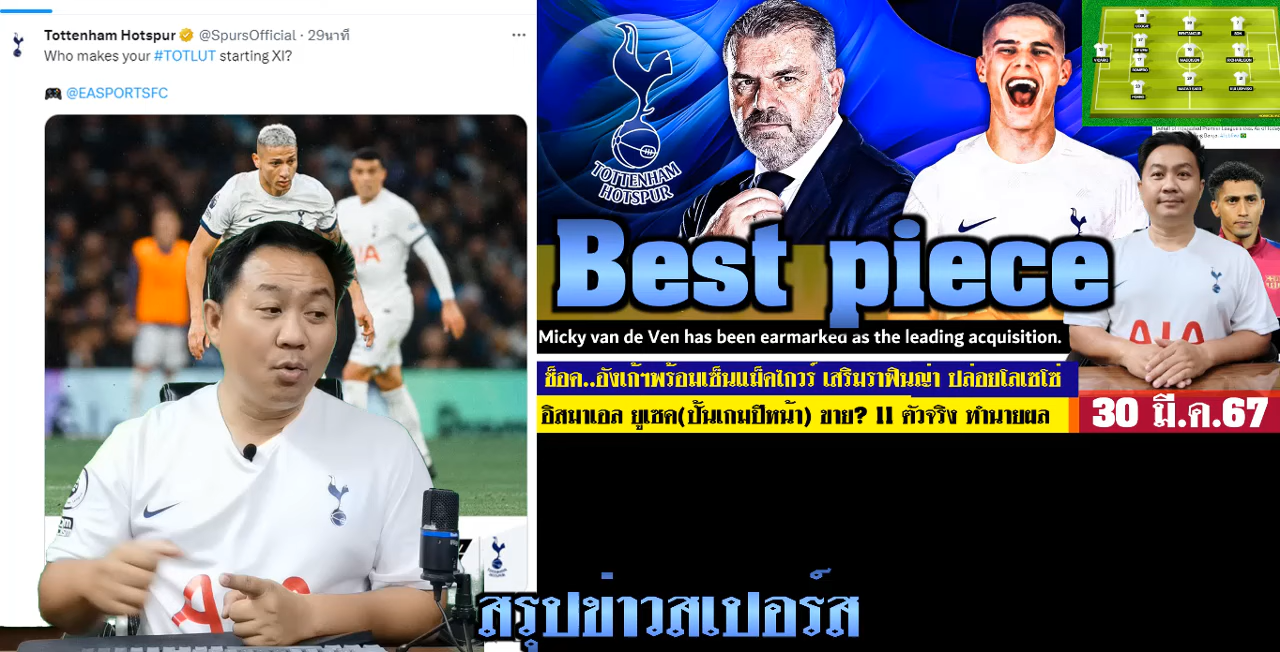 Tottenham Hotspur @SpursOfficial · 29นาที
Who makes your #TOTLUT starting XI?
@EASPORTSFC
TOTTENHAM
HOTSPUR
Best piece
Micky van de Ven has been earmarked as the leading acquisition.
ช็อค..อังเก้ฯพร้อมเซ็นแม็คไกวร์ เสริมราฟินญ่า ปล่อยโลเซโซ่
อิสมาเอล ยูเซค(ปั้นเกมปีหน้า) ขาย? 11 ตัวจริง ทำนายผล
30 มี.ค.67
AIA
สรุปข่าวสเปอร์ส